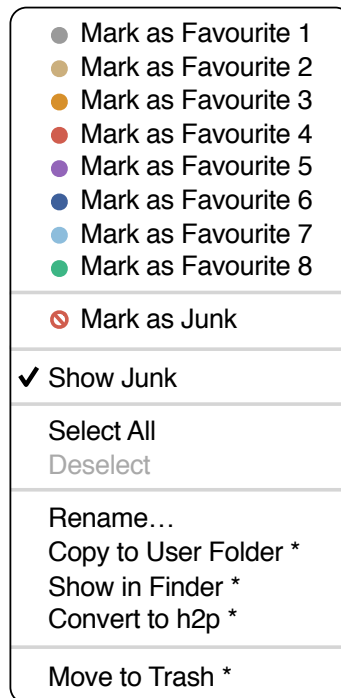 Mark as Favourite 1
Mark as Favourite 2
Mark as Favourite 3
Mark as Favourite 4
Mark as Favourite 5
Mark as Favourite 6
Mark as Favourite 7
Mark as Favourite 8
Mark as Junk
Show Junk
Select All
Deselect
Rename…
Copy to User Folder *
Show in Finder *
Convert to h2p *
Move to Trash *